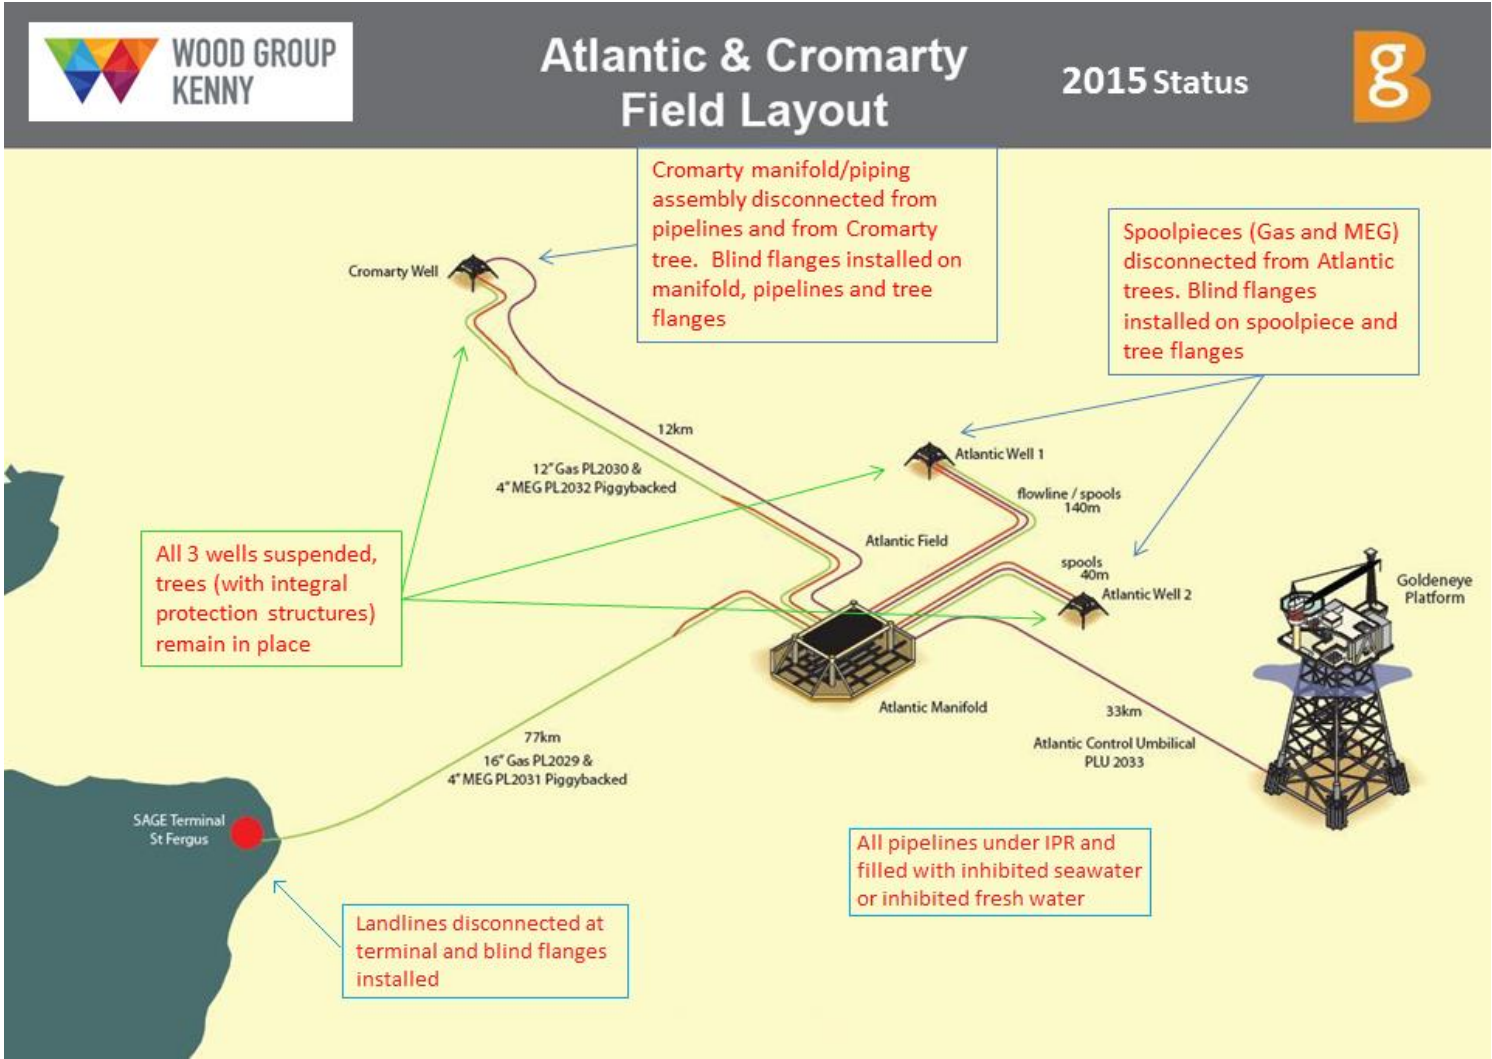 WOOD GROUP
KENNY
Atlantic & Cromarty
Field Layout
2015 Status
BG
Cromarty manifold/piping
assembly disconnected from
pipelines and from Cromarty
tree. Blind flanges installed on
manifold, pipelines and tree
flanges
Spoolpieces (Gas and MEG)
disconnected from Atlantic
trees. Blind flanges
installed on spoolpiece and
tree flanges
Cromarty Well
12km
12" Gas PL2030 &
4" MEG PL2032 Piggybacked
Atlantic Well 1
flowline / spools
140m
Atlantic Field
spools
40m
Atlantic Well 2
Goldeneye
Platform
All 3 wells suspended,
trees (with integral
protection structures)
remain in place
Atlantic Manifold
33km
Atlantic Control Umbilical
PLU 2033
77km
16" Gas PL2029 &
4" MEG PL2031 Piggybacked
SAGE Terminal
St Fergus
All pipelines under IPR and
filled with inhibited seawater
or inhibited fresh water
Landlines disconnected at
terminal and blind flanges
installed